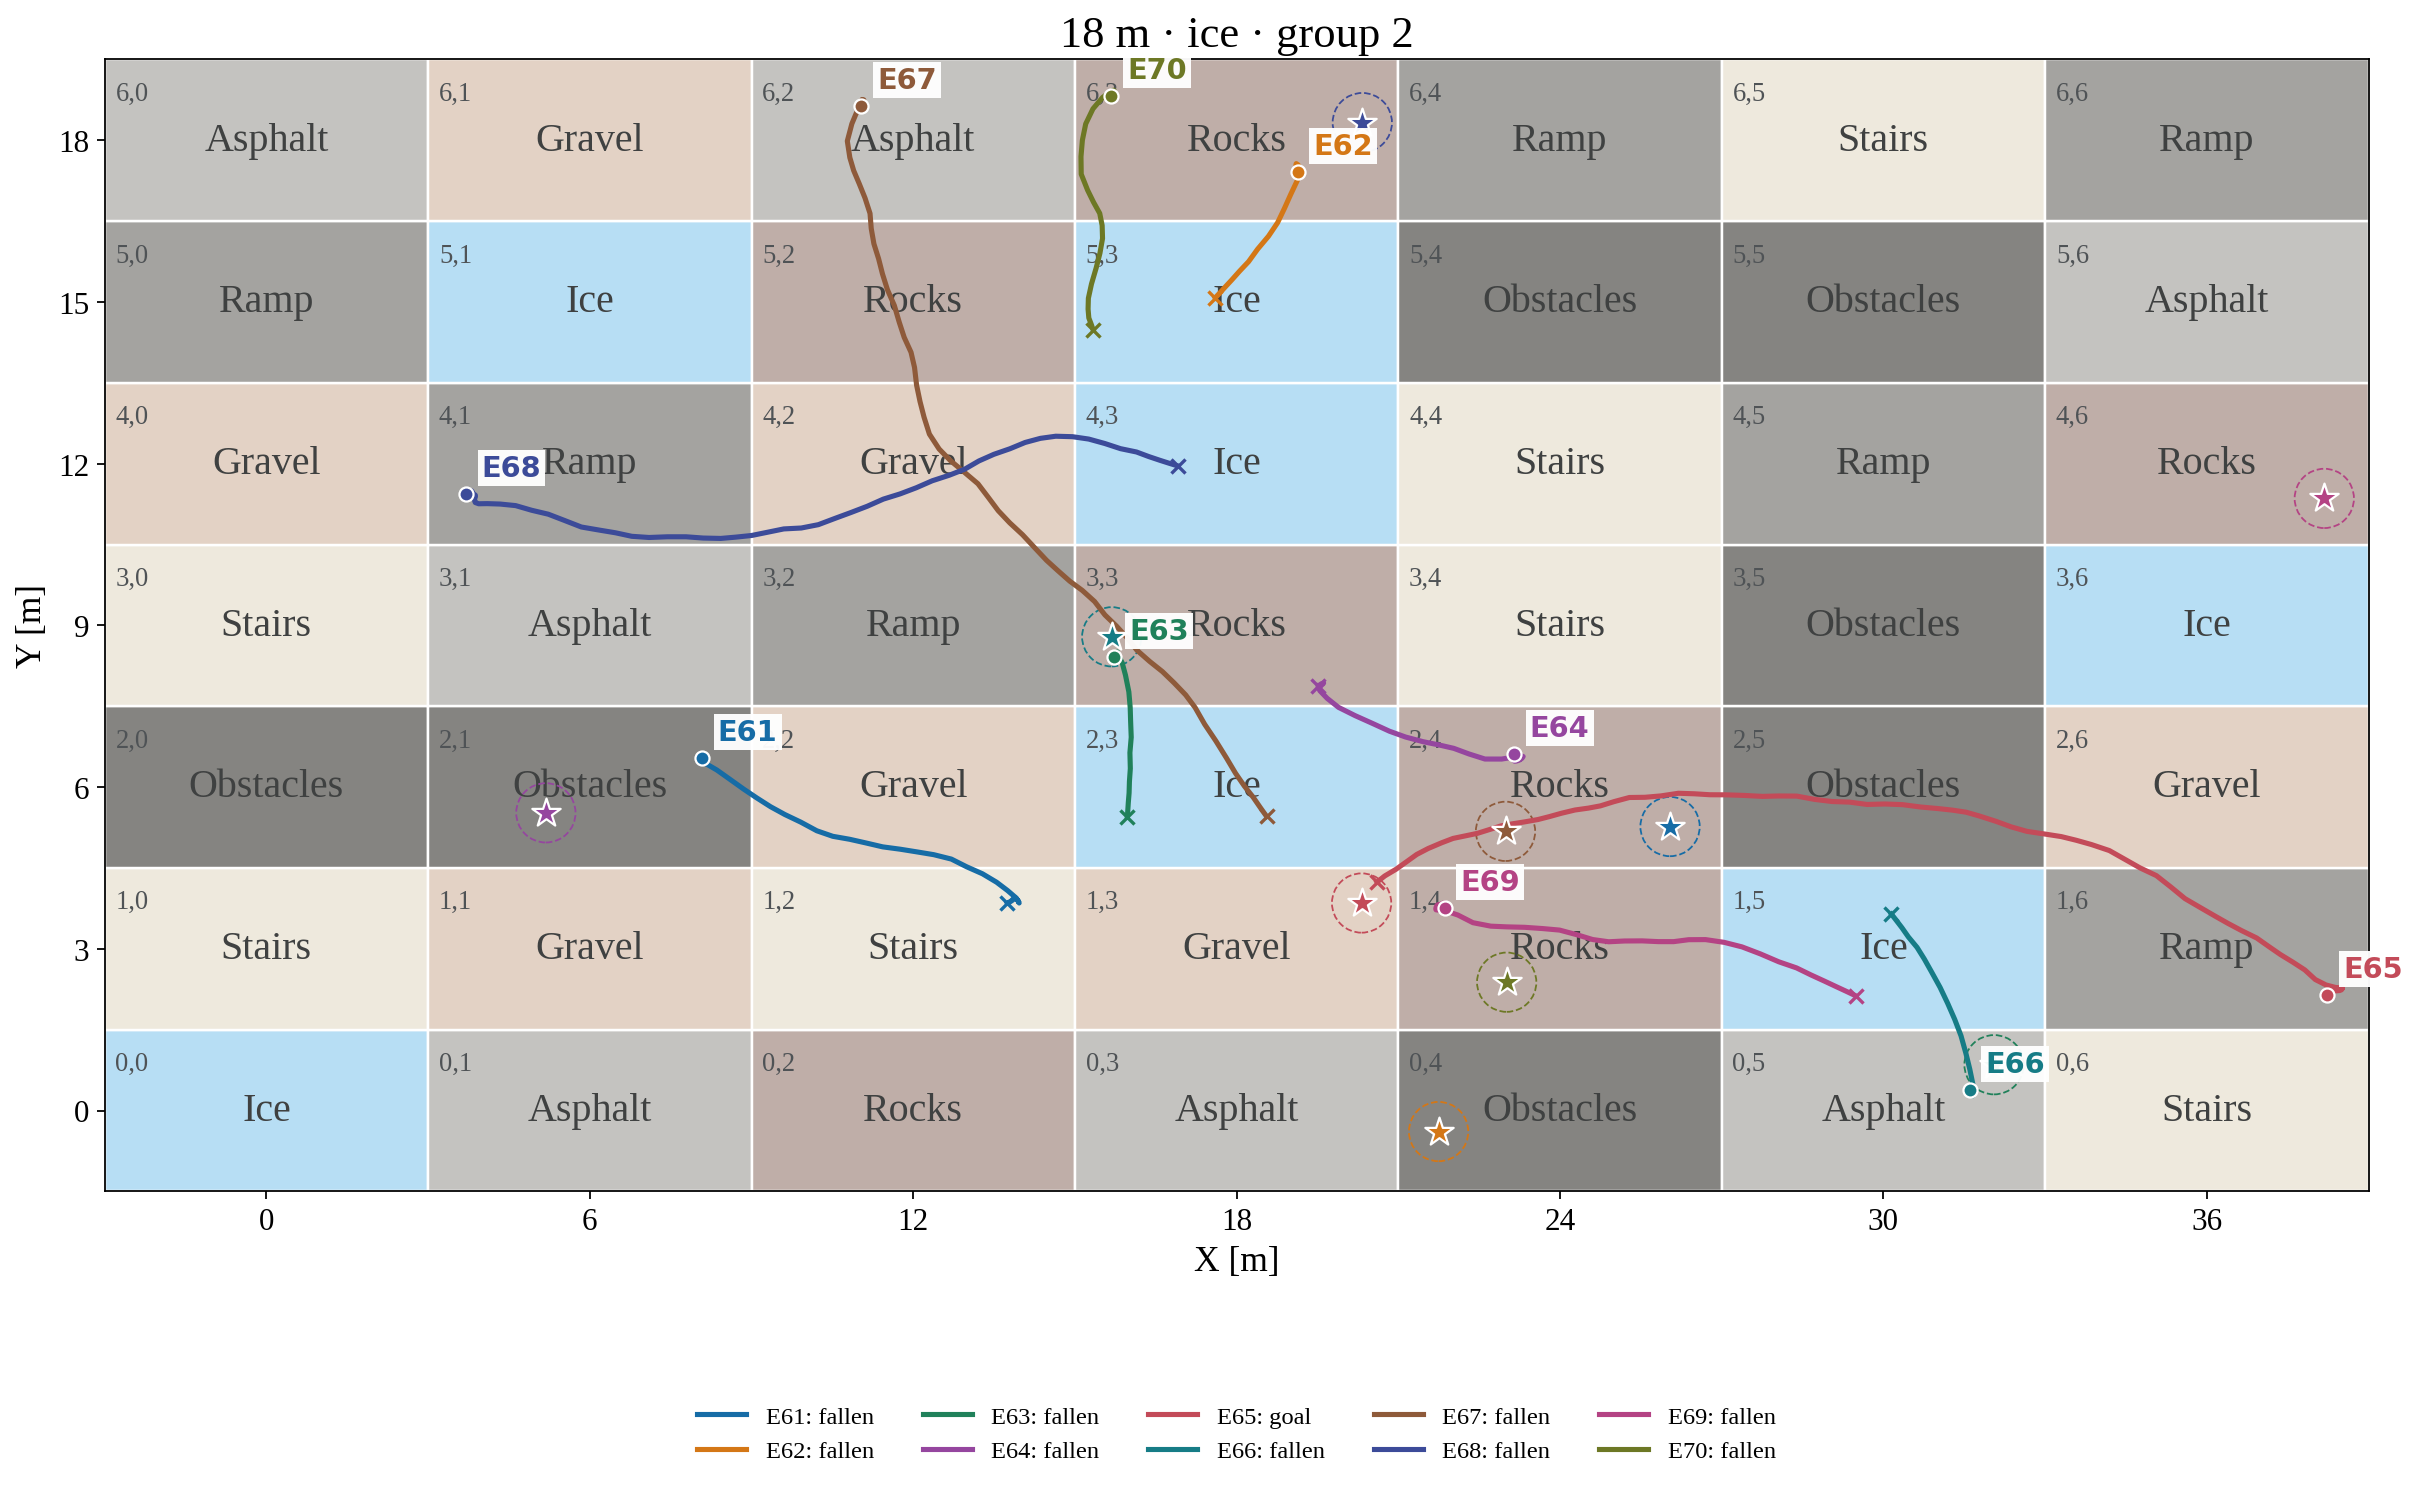 18 m · ice · group 2
E67
E70
6,0
6,1
6,2
6,3
6,4
6,5
6,6
Asphalt
Gravel
Asphalt
Rocks
E62
Ramp
Stairs
Ramp
5,0
5,1
5,2
5,3
5,4
5,5
5,6
Ramp
Ice
Rocks
Ice
Obstacles
Obstacles
Asphalt
4,0
4,1
4,2
4,3
4,4
4,5
4,6
Gravel
E68
Ramp
Gravel
Ice
Stairs
Ramp
Rocks
3,0
3,1
3,2
3,3
3,4
3,5
3,6
Stairs
Asphalt
Ramp
E63
Rocks
Stairs
Obstacles
Ice
2,0
2,1
E61
2
2,3
2,4
E64
2,5
2,6
Obstacles
Obstacles
Gravel
Ice
Rocks
Obstacles
Gravel
1,0
1,1
1,2
1,3
1,4
E69
1,5
1,6
Stairs
Gravel
Stairs
Gravel
Rocks
Ice
Ramp
E65
0,0
0,1
0,2
0,3
0,4
0,5
E66
0,6
Ice
Asphalt
Rocks
Asphalt
Obstacles
Asphalt
Stairs
18
15
12
9
6
3
0
Y [m]
0
6
12
18
24
30
36
X [m]
E61: fallen
E63: fallen
E65: goal
E67: fallen
E69: fallen
E62: fallen
E64: fallen
E66: fallen
E68: fallen
E70: fallen